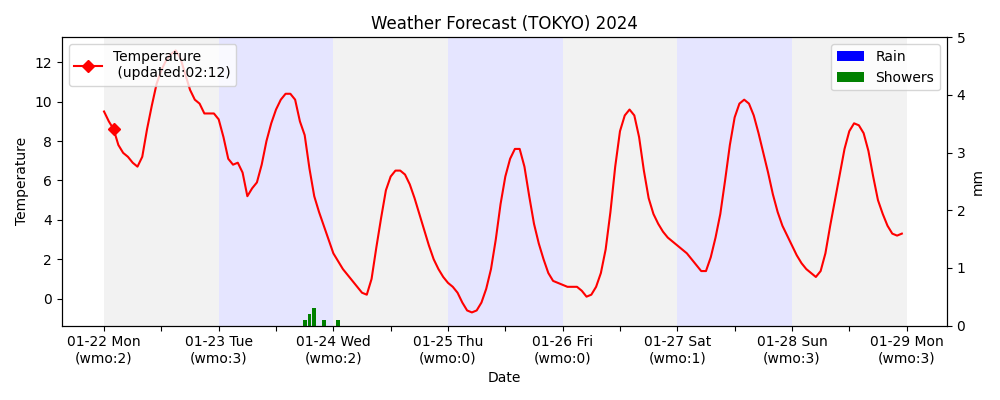 Weather Forecast (TOKYO) 2024
Temperature
(updated:02:12)
Rain
Showers
Temperature
12
10
8
6
4
2
0
5
4
3
2
1
0
mm
01-22 Mon
(wmo:2)
01-23 Tue
(wmo:3)
01-24 Wed
(wmo:2)
01-25 Thu
(wmo:0)
01-26 Fri
(wmo:0)
01-27 Sat
(wmo:1)
01-28 Sun
(wmo:3)
01-29 Mon
(wmo:3)
Date